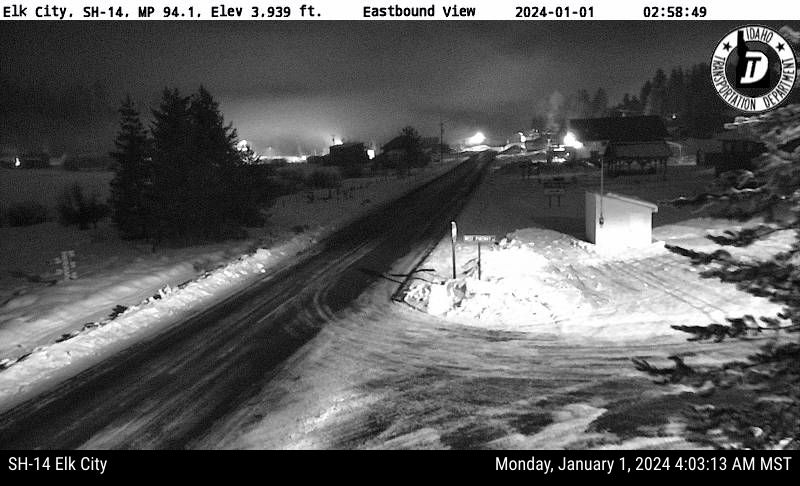 Elk City, SH-14, MP 94.1, Elev 3,939 ft. Eastbound View 2024-01-01 02:58:49
IDAHO
TRANSPORTATION DEPARTMENT
SH-14 Elk City Monday, January 1, 2024 4:03:13 AM MST